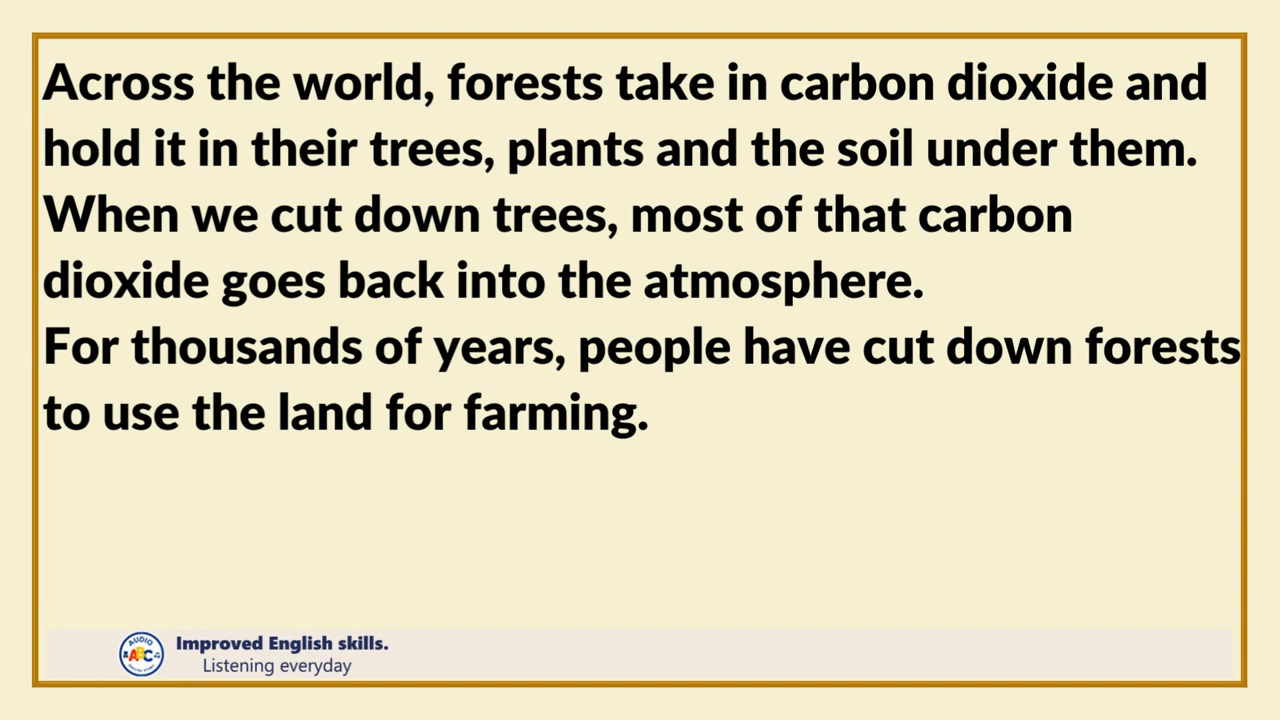 Across the world, forests take in carbon dioxide and
hold it in their trees, plants and the soil under them.
When we cut down trees, most of that carbon
dioxide goes back into the atmosphere.
For thousands of years, people have cut down forests
to use the land for farming.
AUDIO
ABC
Improved English skills.
Listening everyday